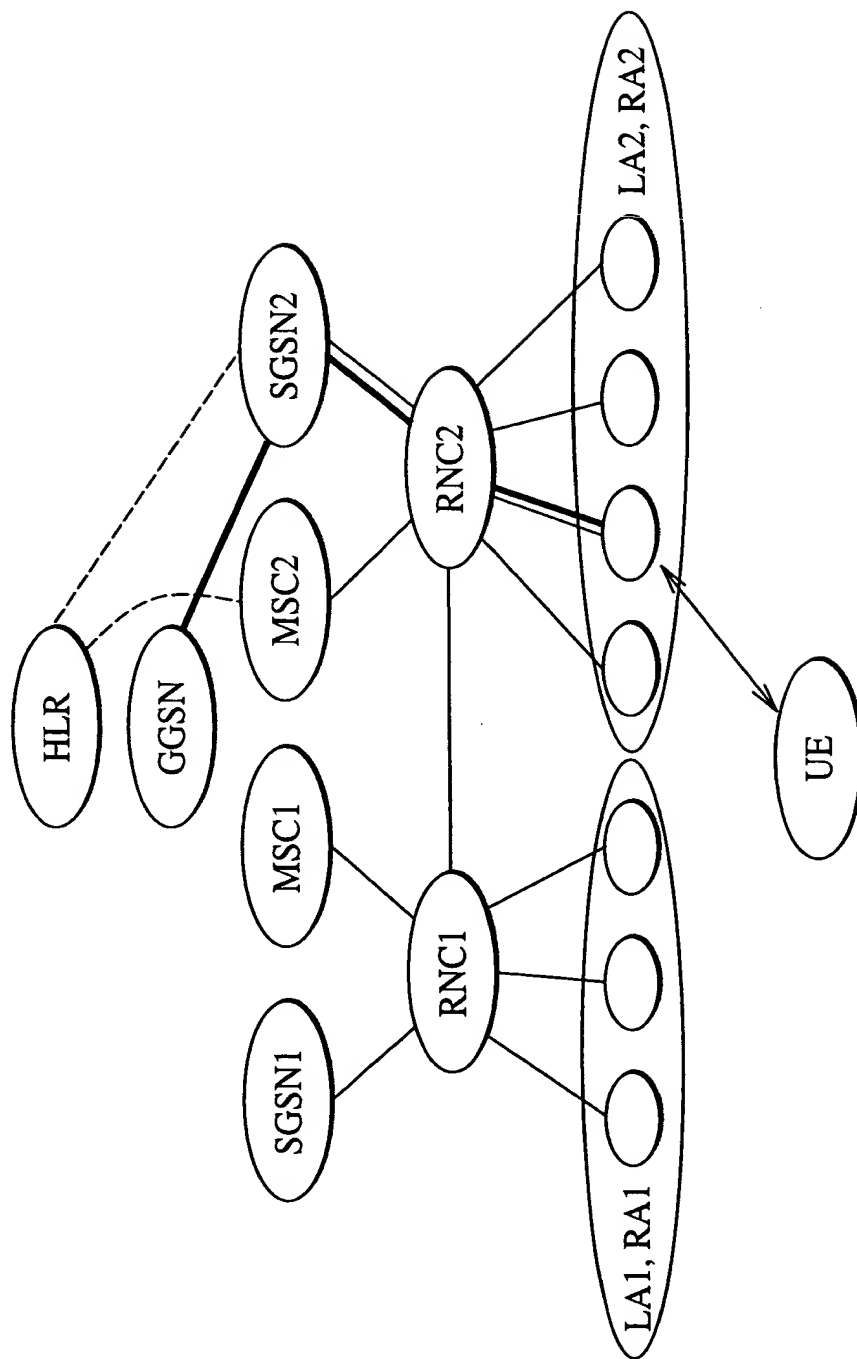 HLR
GGSN
SGSN1
MSC1
MSC2
SGSN2
RNC1
RNC2
LA1, RA1
LA2, RA2
UE